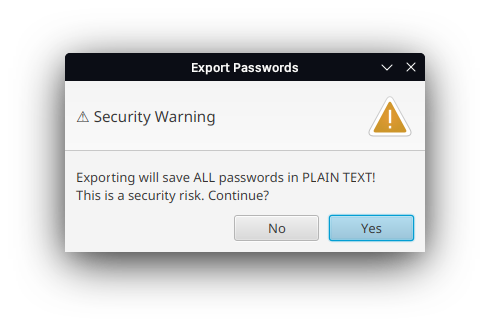 Export Passwords
⚠ Security Warning
Exporting will save ALL passwords in PLAIN TEXT!
This is a security risk. Continue?
No
Yes